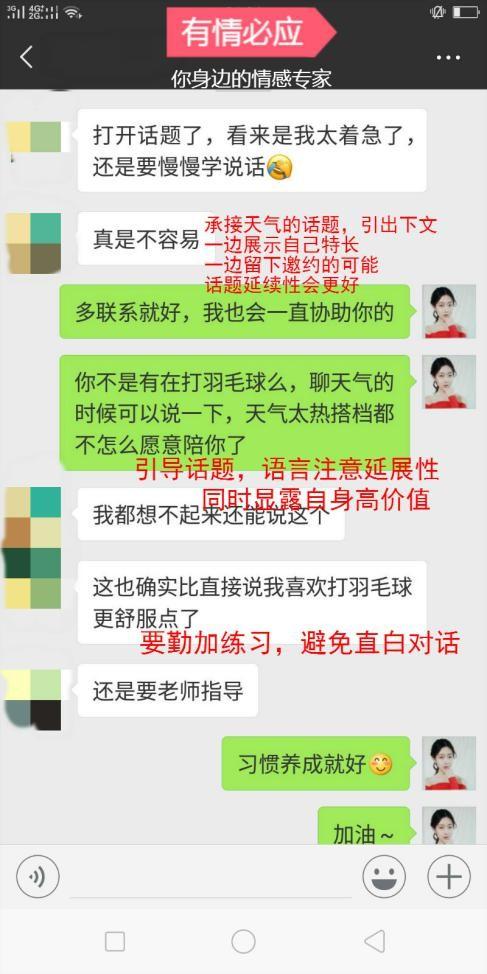 3G
4G
2G
有情必应
你身边的情感专家
打开话题了，看来是我太着急了，
还是要慢慢学说话😂
真是不容易
承接天气的话题，引出下文
一边展示自己特长
一边留下邀约的可能
话题延续性会更好
多联系就好，我也会一直协助你的
你不是有在打羽毛球么，聊天气的
时候可以说一下，天气太热搭档都
不怎么愿意陪你了
引导话题，语言注意延展性
同时显露自身高价值
我都想不起来还能说这个
这也确实比直接说我喜欢打羽毛球
更舒服点了
要勤加练习，避免直白对话
还是要老师指导
习惯养成就好😊
加油~